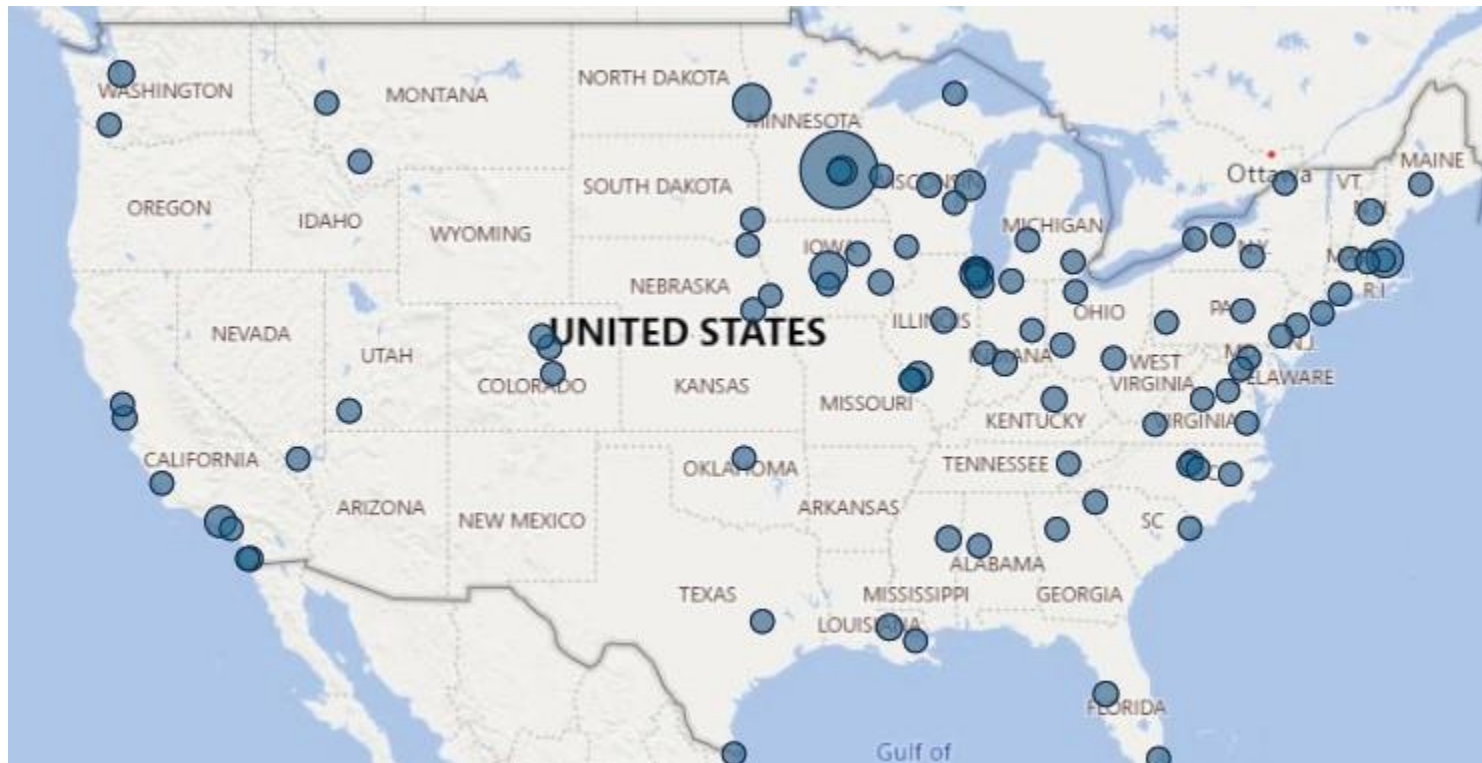 NORTH DAKOTA
WASHINGTON
MONTANA
MINNESOTA
MAINE
Ottawa
VT.
SOUTH DAKOTA
OREGON
IDAHO
MICHIGAN
WYOMING
IOWA
N.Y.
NEBRASKA
R.I.
PA
OHIO
ILLINOIS
NEVADA
UNITED STATES
N.J.
UTAH
INDIANA
WEST
VIRGINIA
COLORADO
KANSAS
MISSOURI
KENTUCKY
VIRGINIA
CALIFORNIA
OKLAHOMA
TENNESSEE
ARIZONA
NEW MEXICO
ARKANSAS
SC
ALABAMA
TEXAS
MISSISSIPPI
GEORGIA
LOUISIANA
FLORIDA
Gulf of